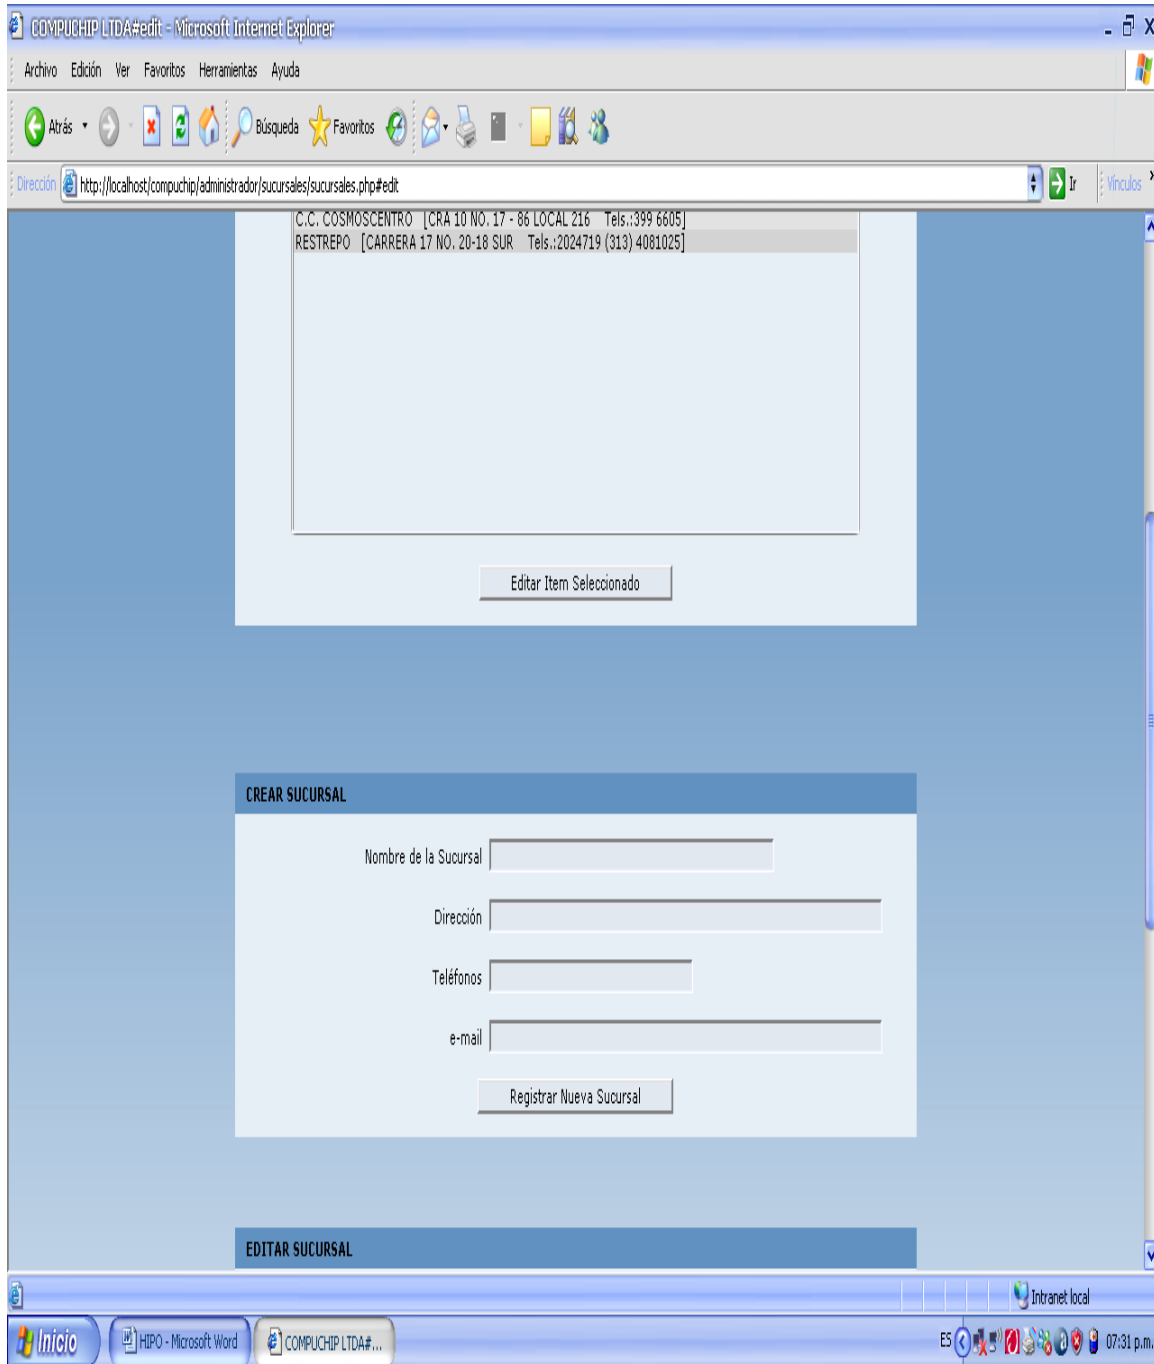 COMPUCHIP LTDA#edit - Microsoft Internet Explorer
Archivo Edición Ver Favoritos Herramientas Ayuda
Atrás Búsqueda Favoritos
Dirección http://localhost/compuchip/administrador/sucursales/sucursales.php#edit Ir Vínculos »
C.C. COSMOSCENTRO [CRA 10 NO. 17 - 86 LOCAL 216 Tels.:399 6605]
RESTREPO [CARRERA 17 NO. 20-18 SUR Tels.:2024719 (313) 4081025]
Editar Item Seleccionado
CREAR SUCURSAL
Nombre de la Sucursal
Dirección
Teléfonos
e-mail
Registrar Nueva Sucursal
EDITAR SUCURSAL
Intranet local
Inicio HIPO - Microsoft Word COMPUCHIP LTDA#... ES 07:31 p.m.